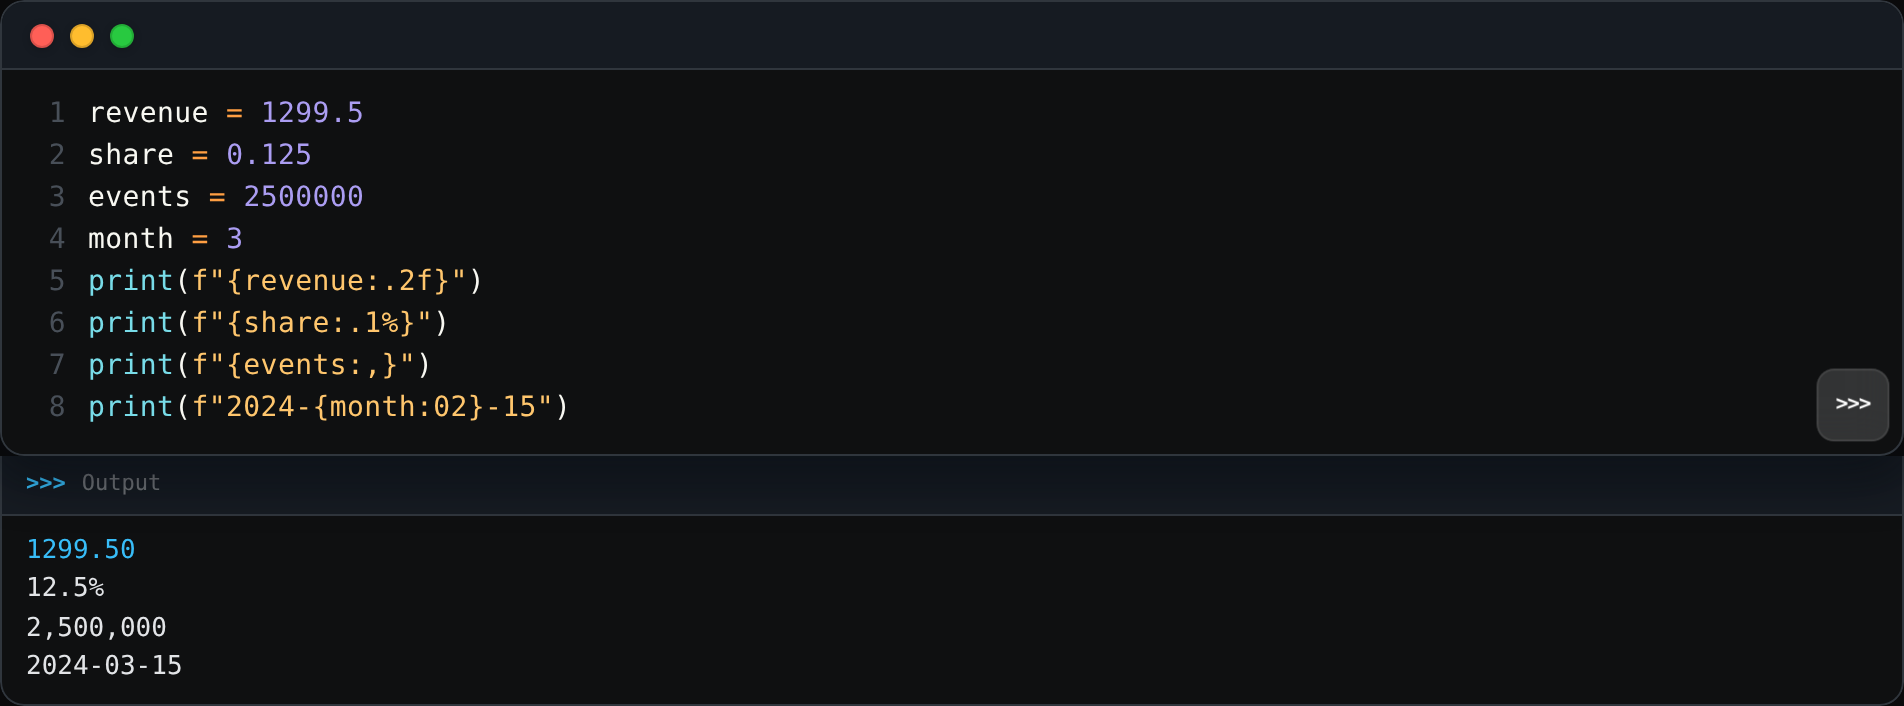 1 revenue = 1299.5
2 share = 0.125
3 events = 2500000
4 month = 3
5 print(f"{revenue:.2f}")
6 print(f"{share:.1%}")
7 print(f"{events:,}")
8 print(f"2024-{month:02}-15")
>>>
>>> Output
1299.50
12.5%
2,500,000
2024-03-15